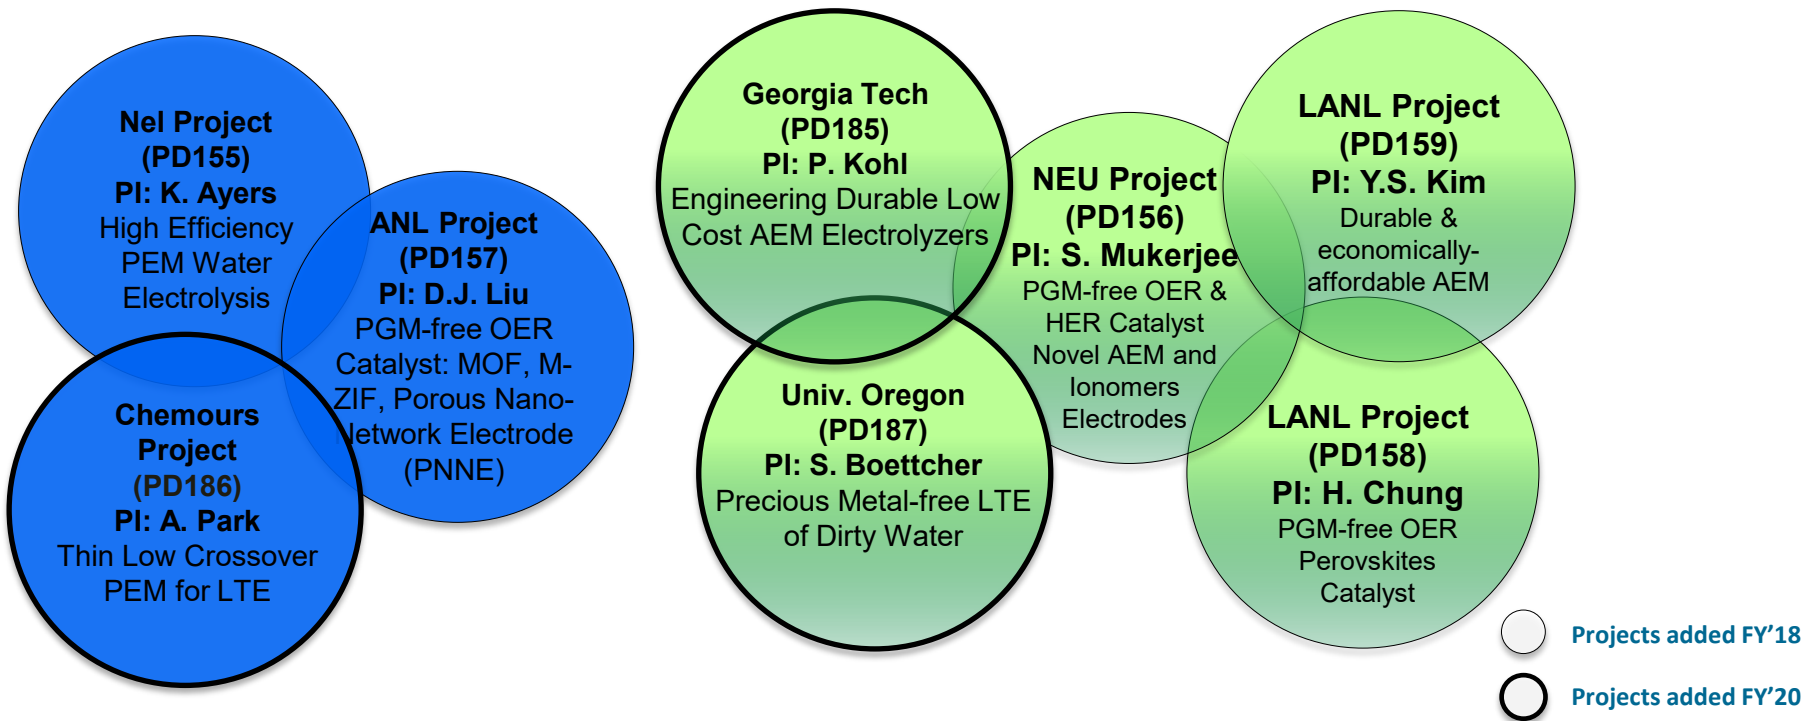 Nel Project
(PD155)
PI: K. Ayers
High Efficiency
PEM Water
Electrolysis
ANL Project
(PD157)
PI: D.J. Liu
PGM-free OER
Catalyst: MOF, M-
ZIF, Porous Nano-
Network Electrode
(PNNE)
Chemours
Project
(PD186)
PI: A. Park
Thin Low Crossover
PEM for LTE
Georgia Tech
(PD185)
PI: P. Kohl
Engineering Durable Low
Cost AEM Electrolyzers
NEU Project
(PD156)
PI: S. Mukerjee
PGM-free OER &
HER Catalyst
Novel AEM and
Ionomers
Electrodes
LANL Project
(PD159)
PI: Y.S. Kim
Durable &
economically-
affordable AEM
Univ. Oregon
(PD187)
PI: S. Boettcher
Precious Metal-free LTE
of Dirty Water
LANL Project
(PD158)
PI: H. Chung
PGM-free OER
Perovskites
Catalyst
Projects added FY'18
Projects added FY'20